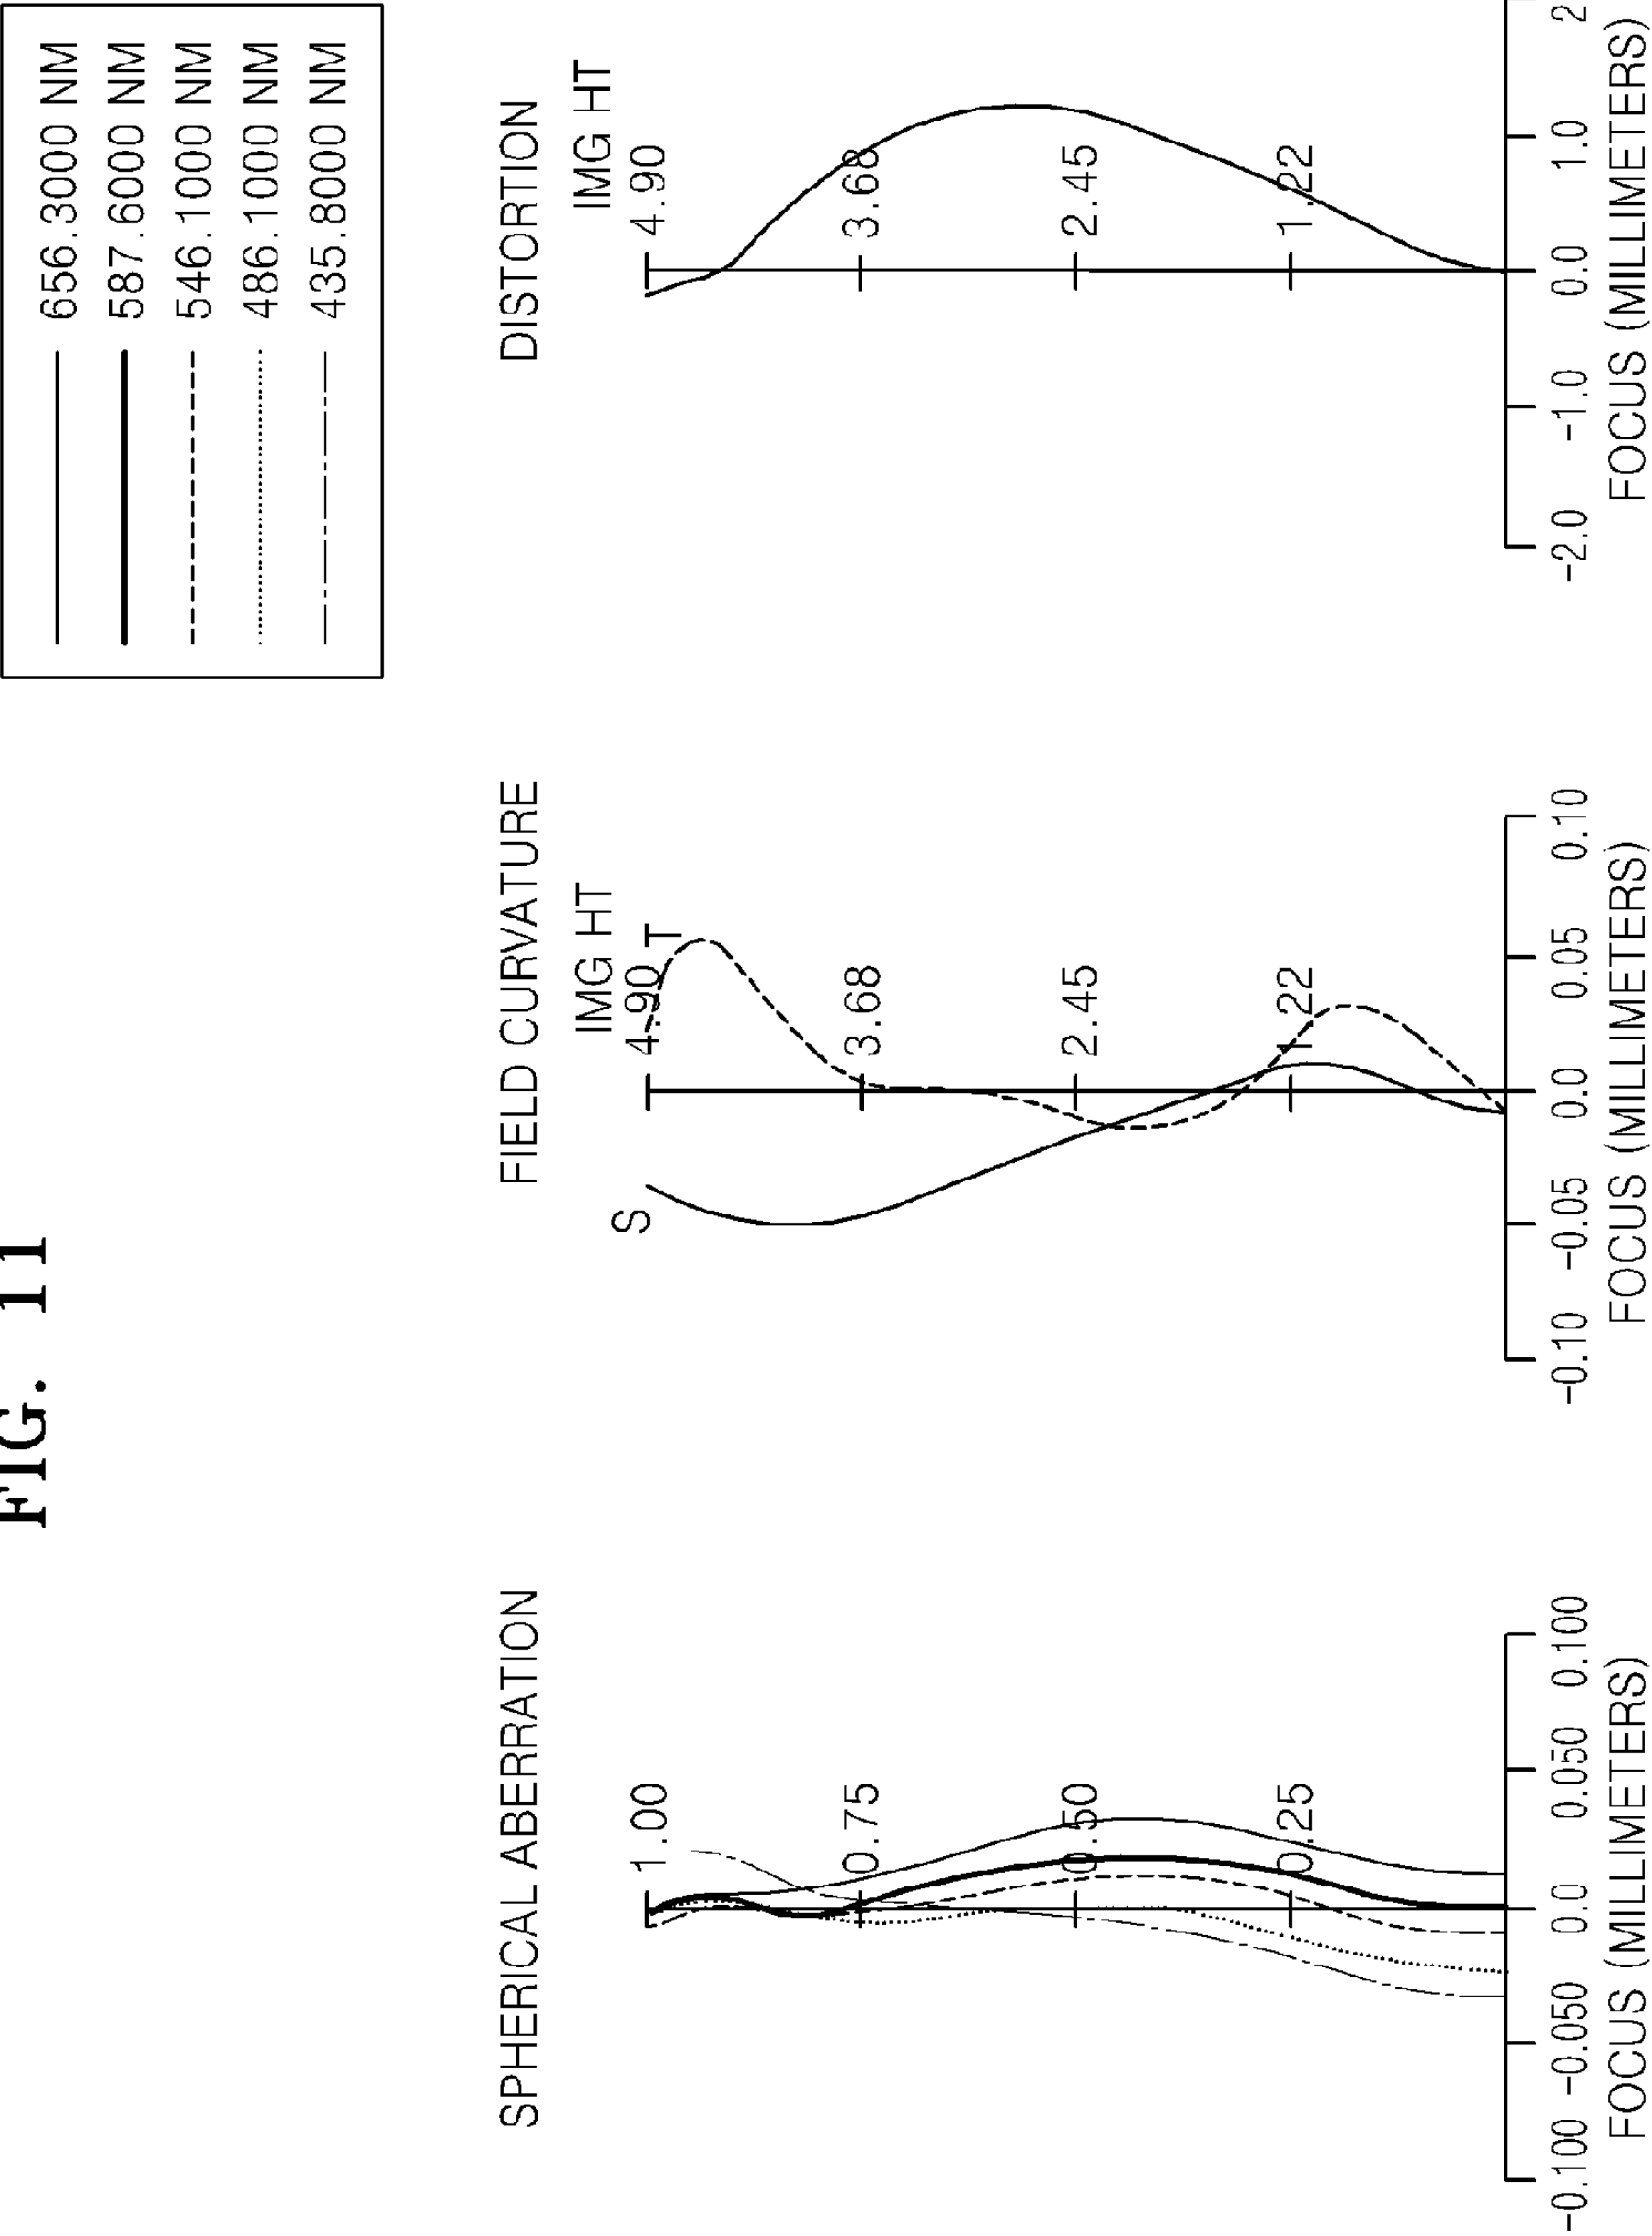 FIG. 11
656.3000 NM
587.6000 NM
546.1000 NM
486.1000 NM
435.8000 NM
SPHERICAL ABERRATION
1.00
0.75
0.50
0.25
-0.100 -0.050 0.0 0.050 0.100
FOCUS (MILLIMETERS)
FIELD CURVATURE
IMG HT
S 4.90 T
3.68
2.45
1.22
-0.10 -0.05 0.0 0.05 0.10
FOCUS (MILLIMETERS)
DISTORTION
IMG HT
4.90
3.68
2.45
1.22
-2.0 -1.0 0.0 1.0 2
FOCUS (MILLIMETERS)